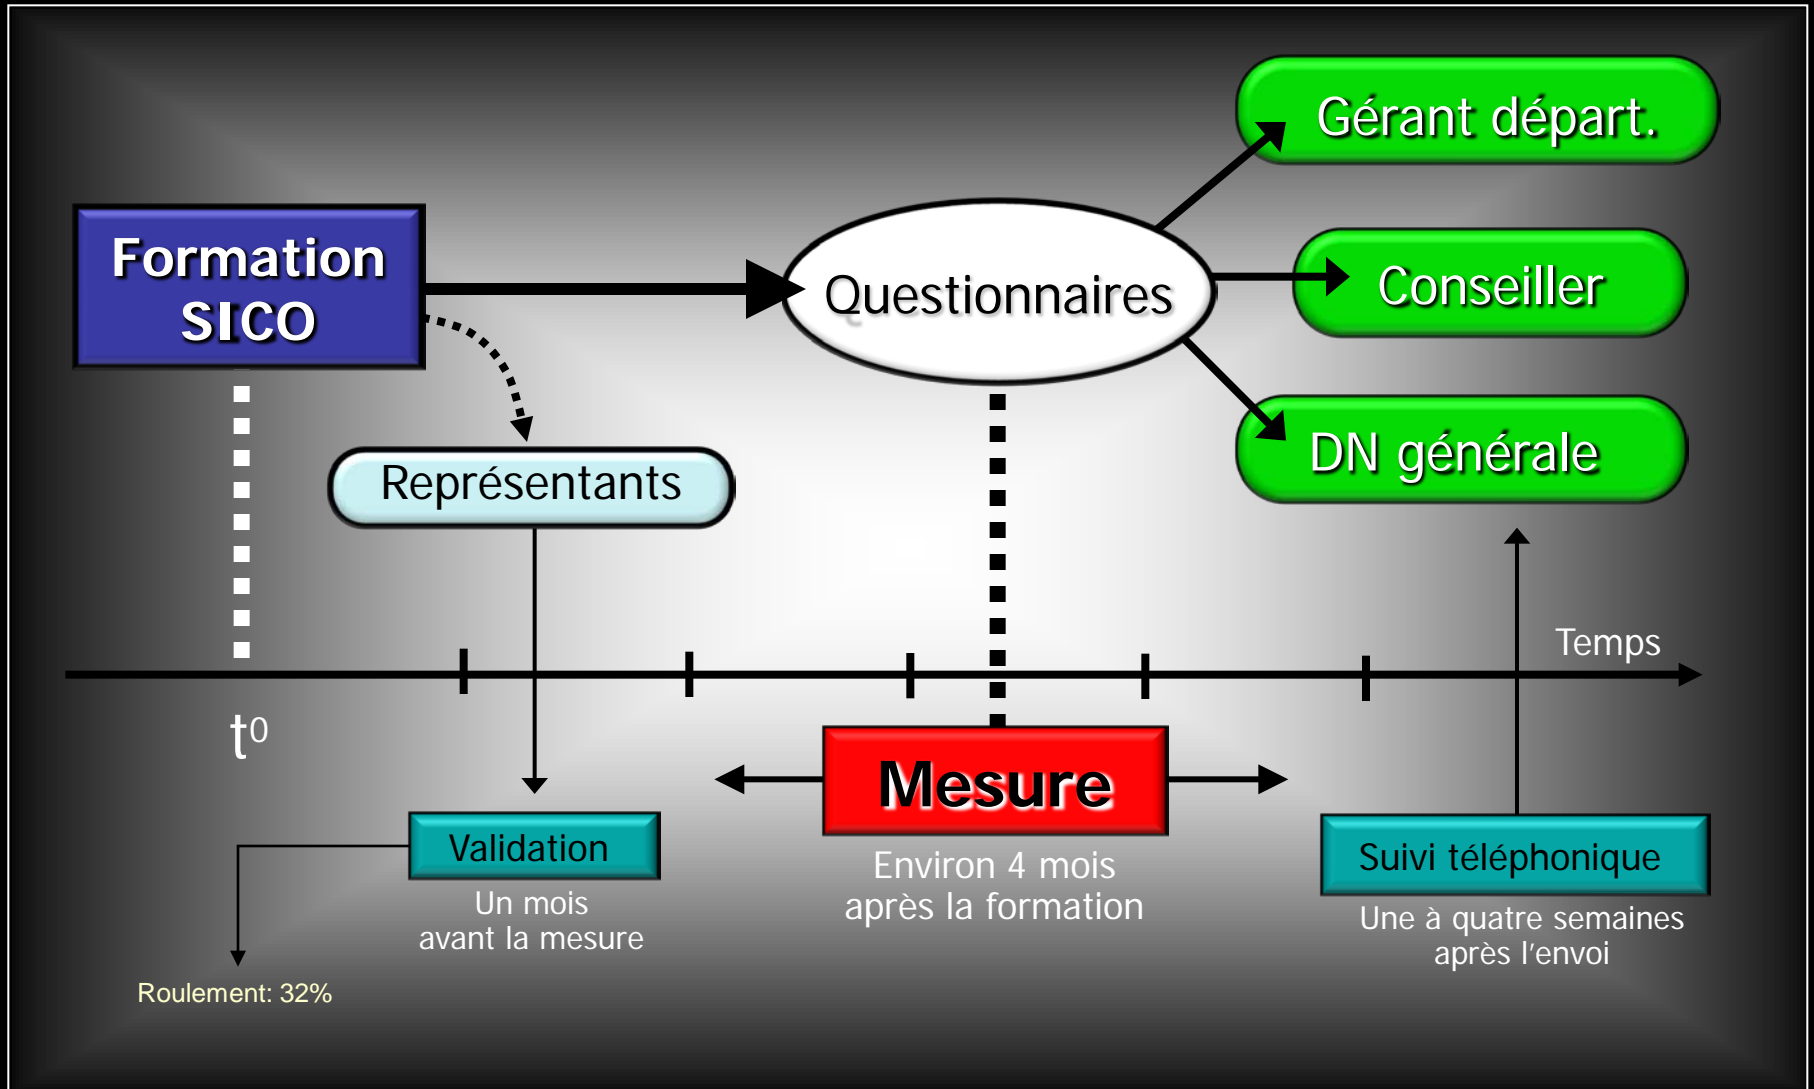 Gérant départ.
Formation
SICO
Questionnaires
Conseiller
Représentants
DN générale
Temps
t0
Mesure
Validation
Suivi téléphonique
Environ 4 mois
après la formation
Un mois
avant la mesure
Une à quatre semaines
après l'envoi
Roulement: 32%